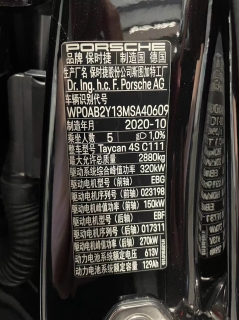 PORSCHE
品牌 保时捷 制造国 德国
生产厂名 保时捷股份公司斯图加特工厂
Dr. Ing. h.c. F. Porsche AG
车辆识别代号
WP0AB2Y13MSA40609
制造年月 2020-10
乘坐人数 5 1,0%
整车型号 Taycan 4S C111
最大允许总质量 2880kg
驱动系统综合峰值功率 320kW
驱动电机型号（前轴） EBG
驱动电机序列号（前轴） 023198
驱动电机峰值功率（前轴） 150kW
驱动电机型号（后轴） EBF
驱动电机序列号（后轴） 017311
驱动电机峰值功率（后轴） 270kW
动力电池系统额定电压 613V
动力电池系统额定容量 129Ah